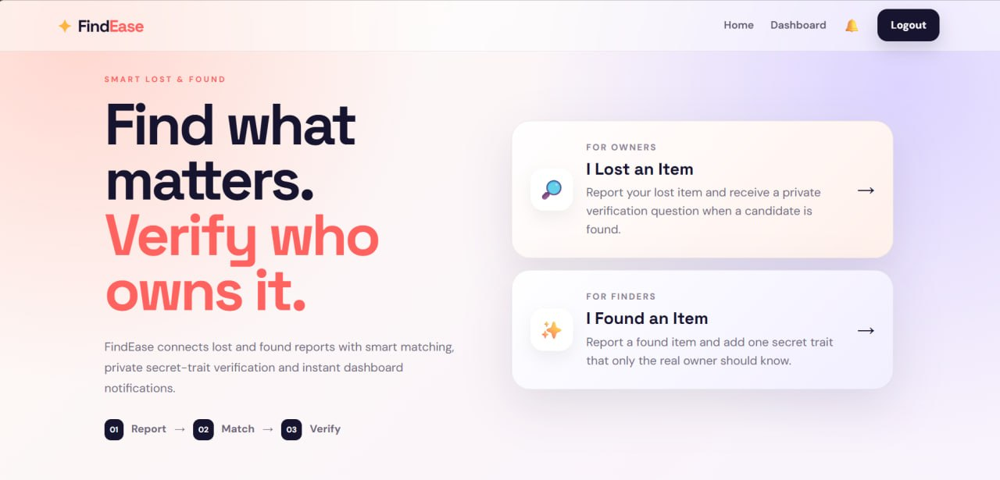 FindEase
Home
Dashboard
Logout
SMART LOST & FOUND
Find what
matters.
Verify who
owns it.
FindEase connects lost and found reports with smart matching,
private secret-trait verification and instant dashboard
notifications.
01 Report → 02 Match → 03 Verify
FOR OWNERS
I Lost an Item
Report your lost item and receive a private
verification question when a candidate is
found.
→
FOR FINDERS
I Found an Item
Report a found item and add one secret trait
that only the real owner should know.
→